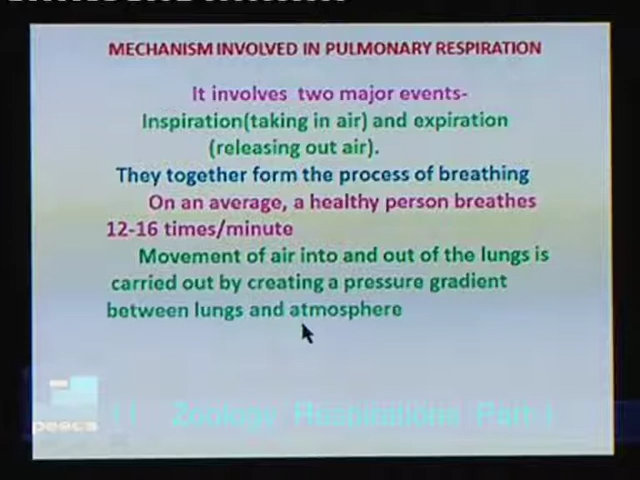 MECHANISM INVOLVED IN PULMONARY RESPIRATION
It involves two major events-
Inspiration(taking in air) and expiration
(releasing out air).
They together form the process of breathing
On an average, a healthy person breathes
12-16 times/minute
Movement of air into and out of the lungs is
carried out by creating a pressure gradient
between lungs and atmosphere
peecs
11 Zoology Respirations Part-I